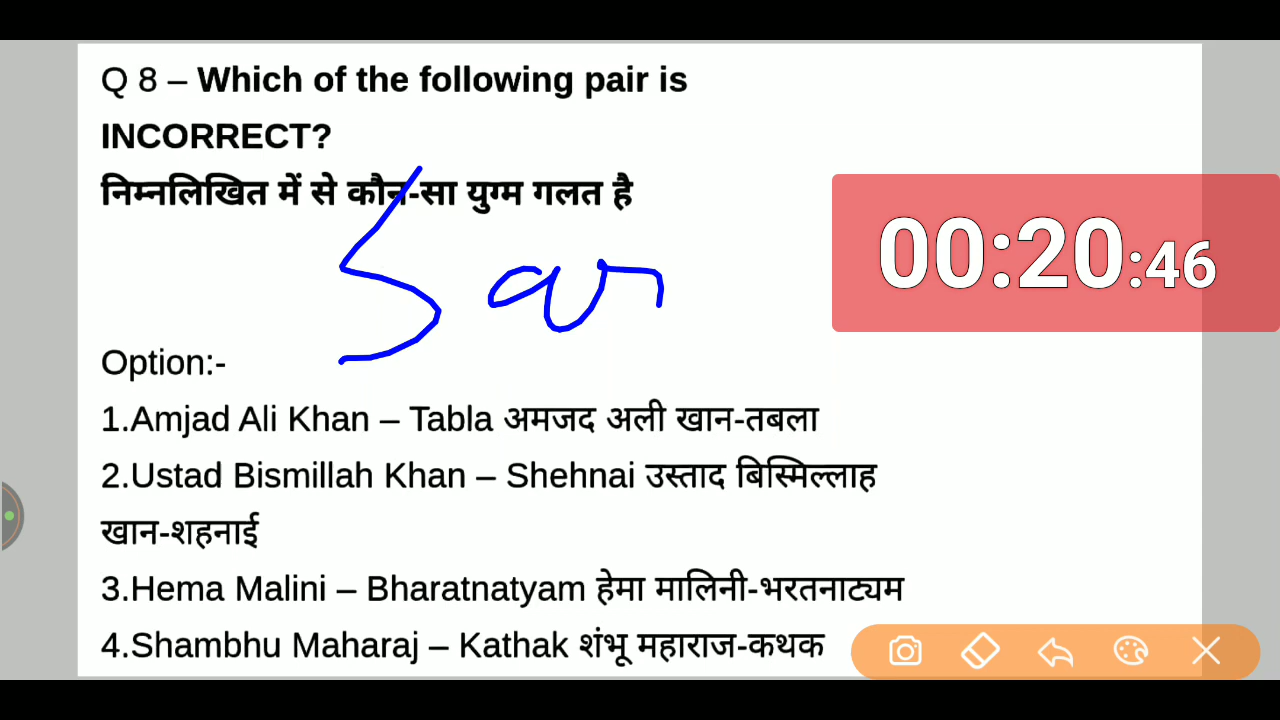 Q 8 – Which of the following pair is
INCORRECT?
निम्नलिखित में से कौन-सा युग्म गलत है
00:20:46
Sar
Option:-
1.Amjad Ali Khan – Tabla अमजद अली खान-तबला
2.Ustad Bismillah Khan – Shehnai उस्ताद बिस्मिल्लाह
खान-शहनाई
3.Hema Malini – Bharatnatyam हेमा मालिनी-भरतनाट्यम
4.Shambhu Maharaj – Kathak शंभू महाराज-कथक